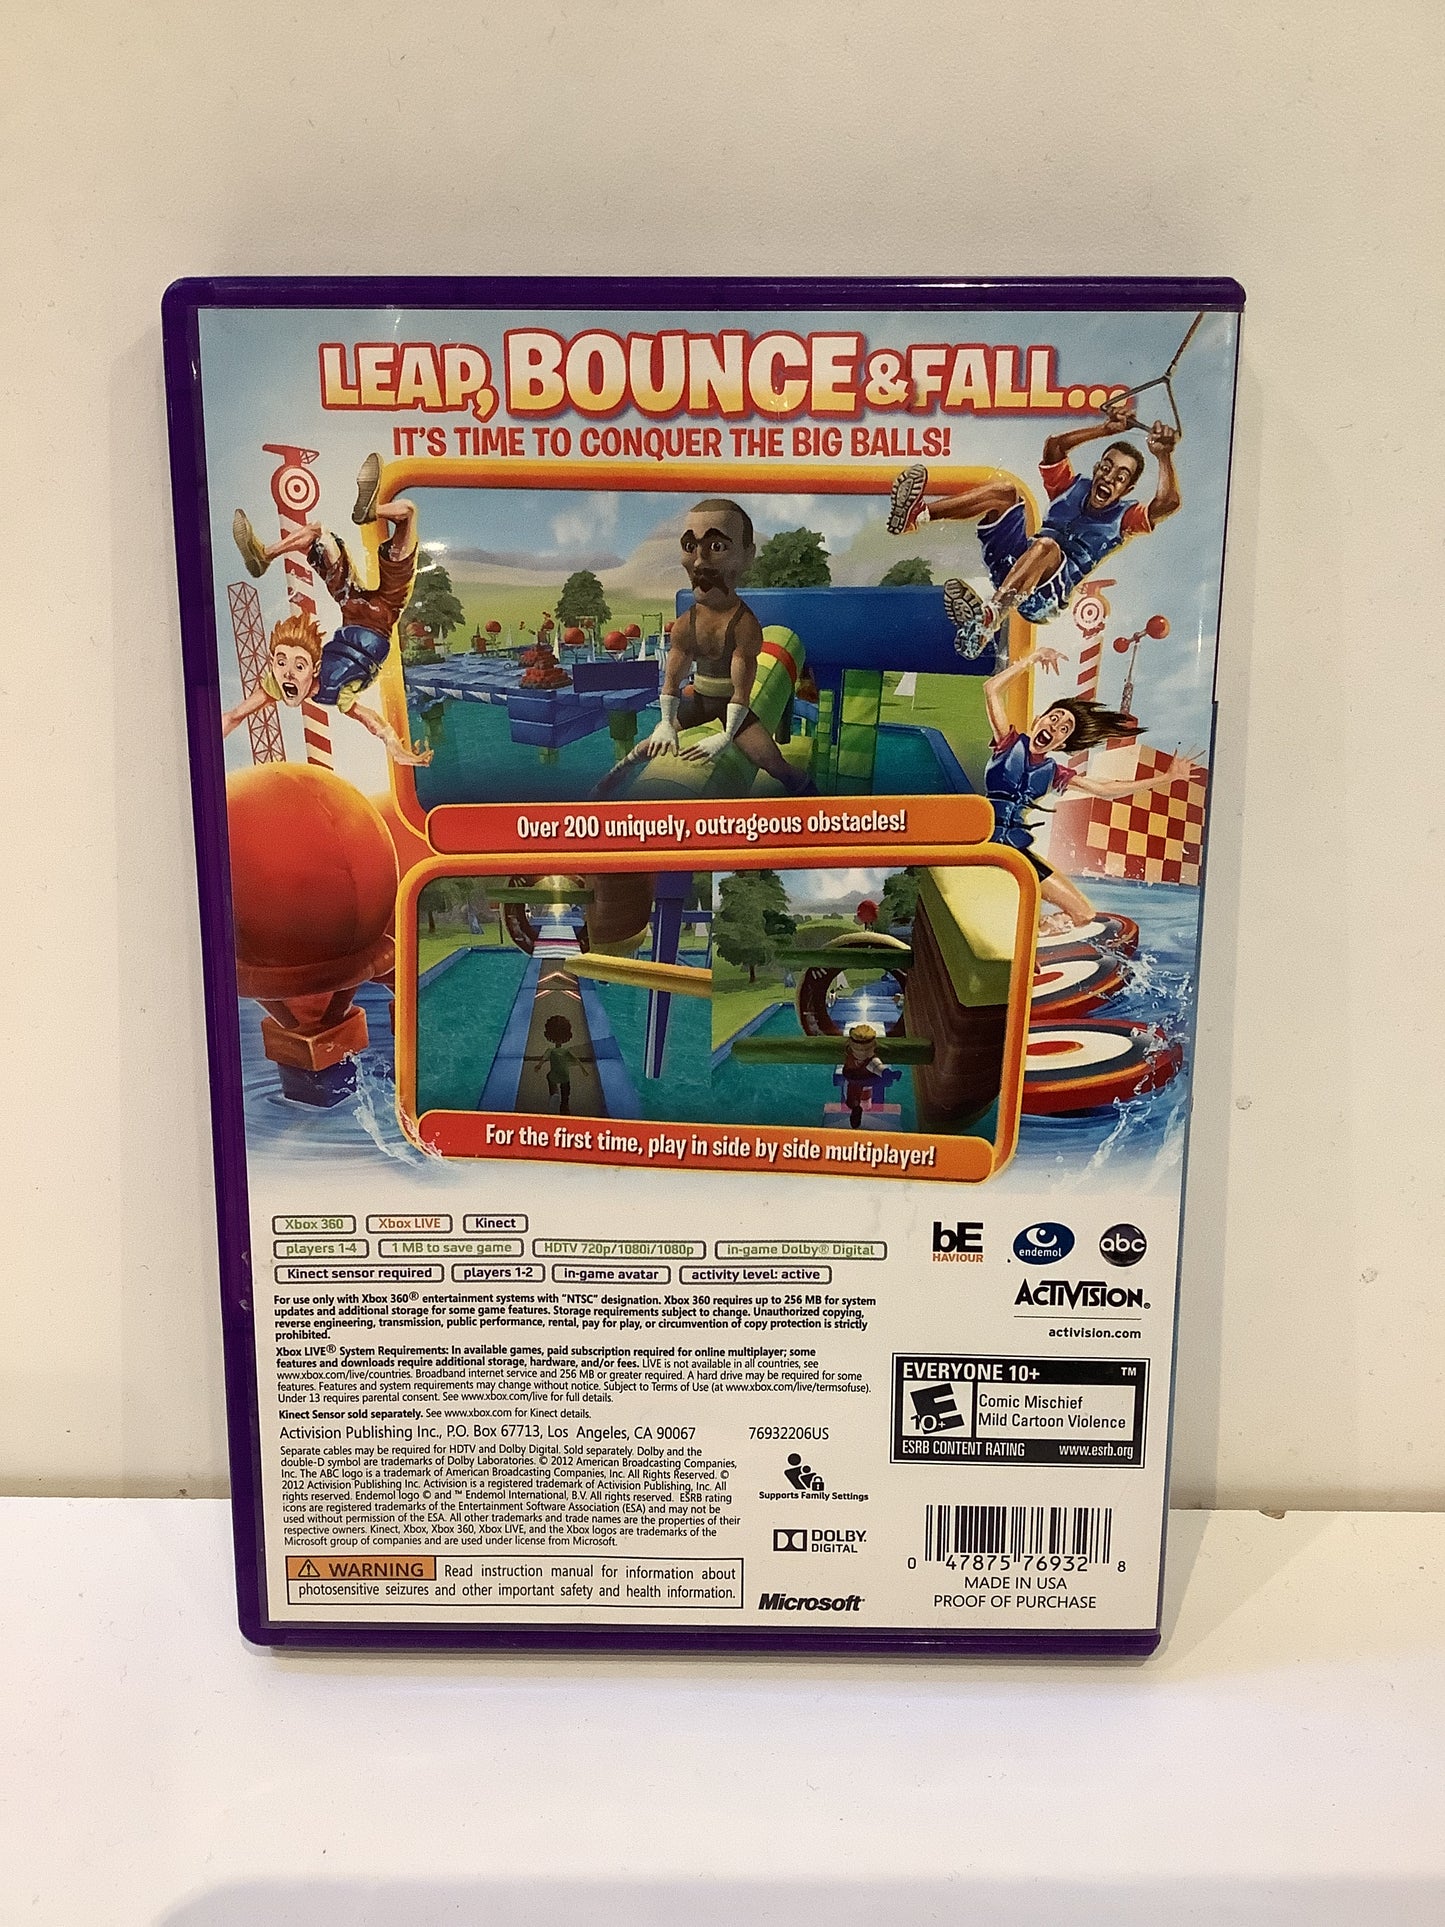 LEAP, BOUNCE & FALL...
IT'S TIME TO CONQUER THE BIG BALLS!
Over 200 uniquely, outrageous obstacles!
For the first time, play in side by side multiplayer!
Xbox 360 Xbox LIVE Kinect
players 1-4 1 MB to save game HDTV 720p/1080i/1080p in-game Dolby® Digital
Kinect sensor required players 1-2 in-game avatar activity level: active
For use only with Xbox 360® entertainment systems with "NTSC" designation. Xbox 360 requires up to 256 MB for system
updates and additional storage for some game features. Storage requirements subject to change. Unauthorized copying,
reverse engineering, transmission, public performance, rental, pay for play, or circumvention of copy protection is strictly
prohibited.
Xbox LIVE® System Requirements: In available games, paid subscription required for online multiplayer; some
features and downloads require additional storage, hardware, and/or fees. LIVE is not available in all countries, see
www.xbox.com/live/countries. Broadband internet service and 256 MB or greater required. A hard drive may be required for some
features. Features and system requirements may change without notice. Subject to Terms of Use (at www.xbox.com/live/termsofuse).
Under 13 requires parental consent. See www.xbox.com/live for full details.
Kinect Sensor sold separately. See www.xbox.com for Kinect details.
Activision Publishing Inc., P.O. Box 67713, Los Angeles, CA 90067 76932206US
Separate cables may be required for HDTV and Dolby Digital. Sold separately. Dolby and the
double-D symbol are trademarks of Dolby Laboratories. © 2012 American Broadcasting Companies,
Inc. The ABC logo is a trademark of American Broadcasting Companies, Inc. All Rights Reserved. ©
2012 Activision Publishing Inc. Activision is a registered trademark of Activision Publishing, Inc. All
rights reserved. Endemol logo © and ™ Endemol International, B.V. All rights reserved. ESRB rating
icons are registered trademarks of the Entertainment Software Association (ESA) and may not be
used without permission of the ESA. All other trademarks and trade names are the properties of their
respective owners. Kinect, Xbox, Xbox 360, Xbox LIVE, and the Xbox logos are trademarks of the
Microsoft group of companies and are used under license from Microsoft.
WARNING Read instruction manual for information about
photosensitive seizures and other important safety and health information.
bE
HAVIOUR
endemol
abc
ACTIVISION®
activision.com
EVERYONE 10+ ™
E
10+
Comic Mischief
Mild Cartoon Violence
ESRB CONTENT RATING www.esrb.org
Supports Family Settings
DOLBY
DIGITAL
Microsoft®
0 47875 76932 8
MADE IN USA
PROOF OF PURCHASE